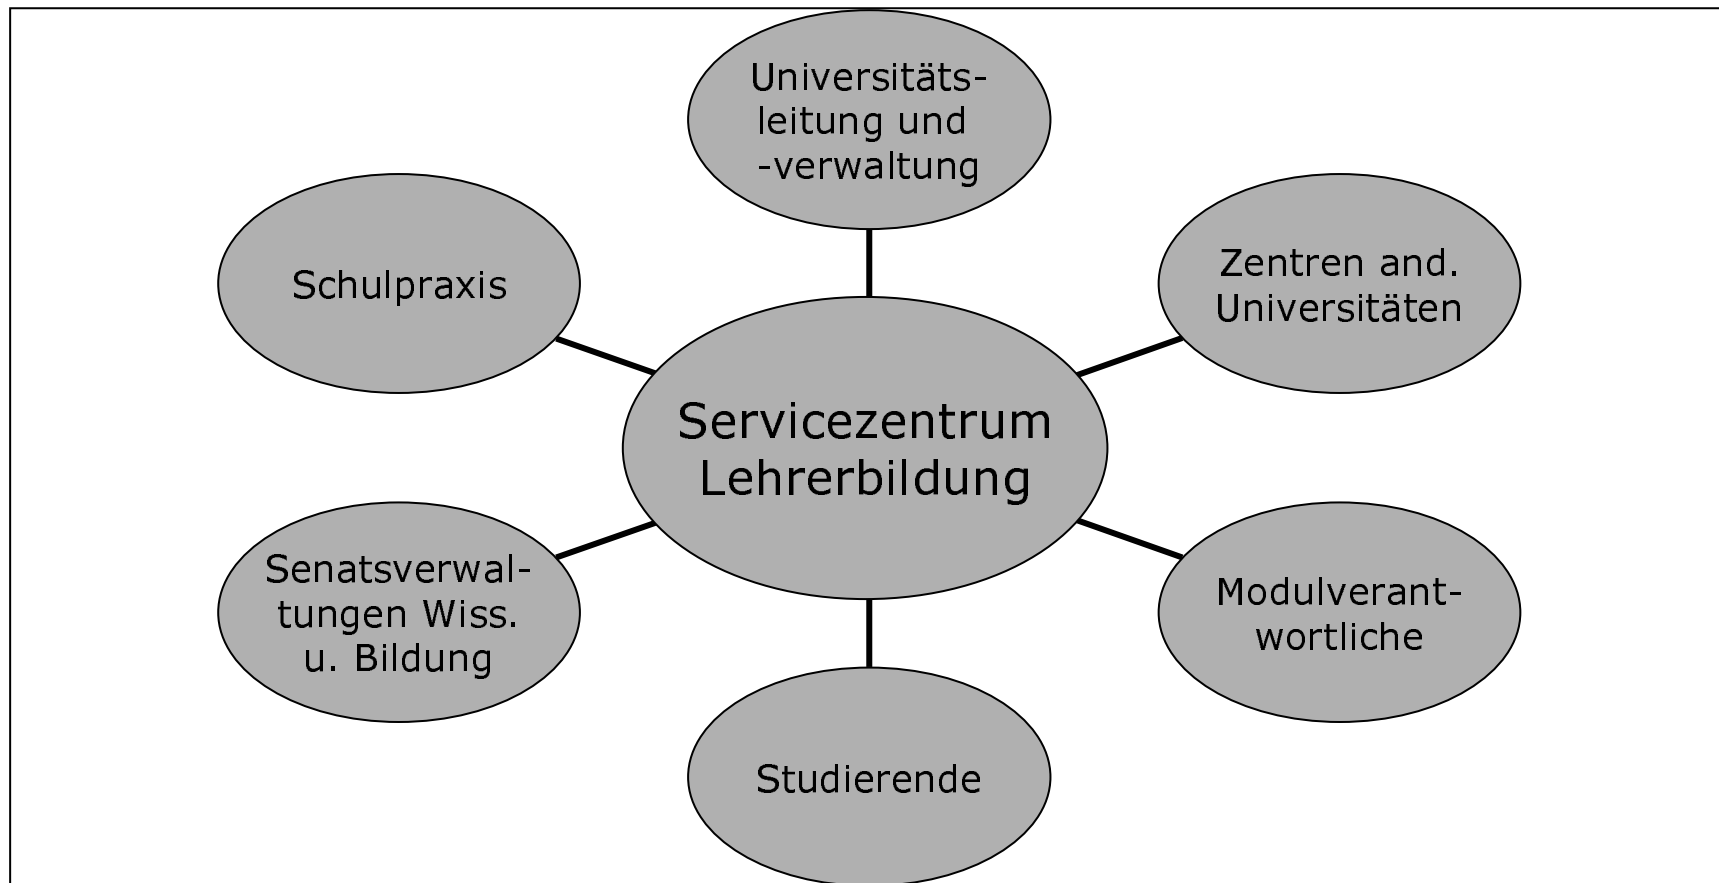 Universitäts-
leitung und
-verwaltung
Schulpraxis
Zentren and.
Universitäten
Servicezentrum
Lehrerbildung
Senatsverwal-
tungen Wiss.
u. Bildung
Modulverant-
wortliche
Studierende